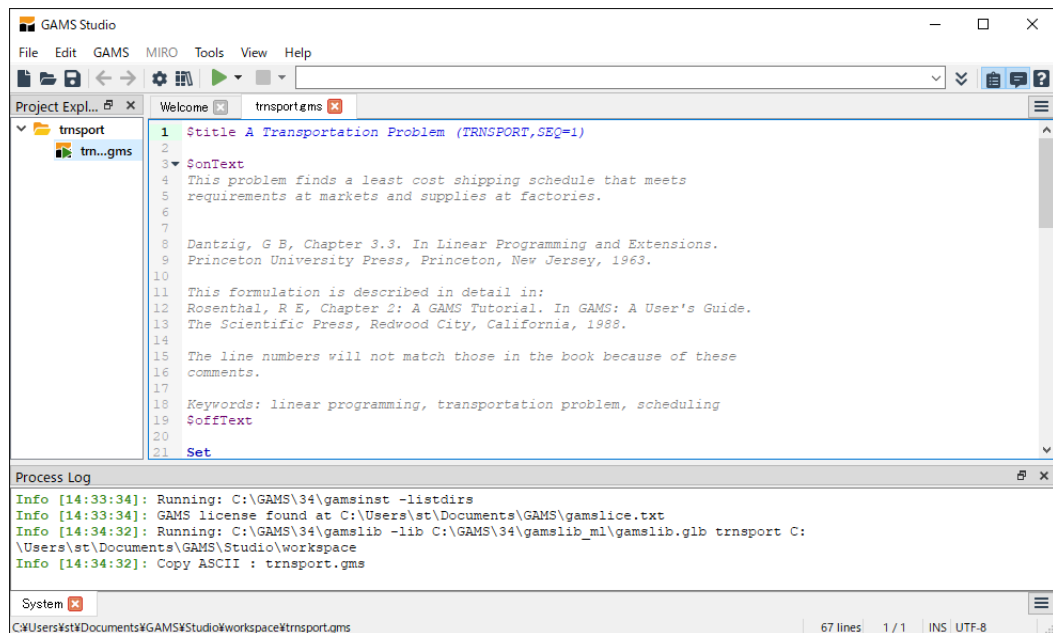 GAMS Studio
File Edit GAMS MIRO Tools View Help
Project Expl...
Welcome trnsport.gms
trnsport
trn...gms
1 $title A Transportation Problem (TRNSPORT,SEQ=1)
2
3 $onText
4 This problem finds a least cost shipping schedule that meets
5 requirements at markets and supplies at factories.
6
7
8 Dantzig, G B, Chapter 3.3. In Linear Programming and Extensions.
9 Princeton University Press, Princeton, New Jersey, 1963.
10
11 This formulation is described in detail in:
12 Rosenthal, R E, Chapter 2: A GAMS Tutorial. In GAMS: A User's Guide.
13 The Scientific Press, Redwood City, California, 1988.
14
15 The line numbers will not match those in the book because of these
16 comments.
17
18 Keywords: linear programming, transportation problem, scheduling
19 $offText
20
21 Set
Process Log
Info [14:33:34]: Running: C:\GAMS\34\gamsinst -listdirs
Info [14:33:34]: GAMS license found at C:\Users\st\Documents\GAMS\gamslice.txt
Info [14:34:32]: Running: C:\GAMS\34\gamslib -lib C:\GAMS\34\gamslib_ml\gamslib.glb trnsport C:
\Users\st\Documents\GAMS\Studio\workspace
Info [14:34:32]: Copy ASCII : trnsport.gms
System
C:¥Users¥st¥Documents¥GAMS¥Studio¥workspace¥trnsport.gms 67 lines 1 / 1 INS UTF-8